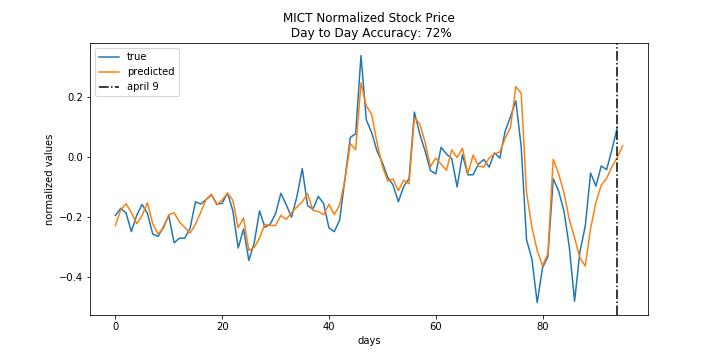 MICT Normalized Stock Price
Day to Day Accuracy: 72%
true
predicted
april 9
normalized values
0.2
0.0
−0.2
−0.4
0
20
40
60
80
days